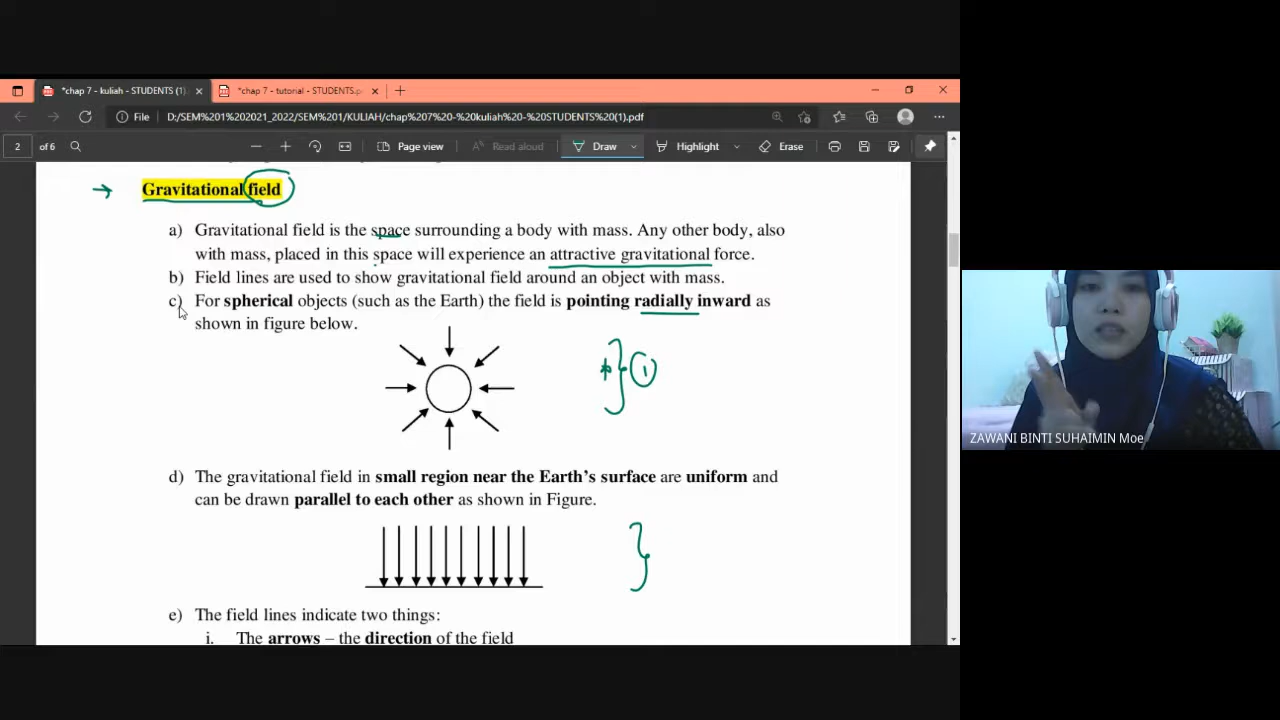 *chap 7 - kuliah - STUDENTS (1).
*chap 7 - tutorial - STUDENTS.p
File
D:/SEM%201%202021_2022/SEM%201/KULIAH/chap%207%20-%20kuliah%20-%20STUDENTS%20(1).pdf
2 of 6
Page view
Read aloud
Draw
Highlight
Erase
Gravitational field
a) Gravitational field is the space surrounding a body with mass. Any other body, also
with mass, placed in this space will experience an attractive gravitational force.
b) Field lines are used to show gravitational field around an object with mass.
c) For spherical objects (such as the Earth) the field is pointing radially inward as
shown in figure below.
1
d) The gravitational field in small region near the Earth's surface are uniform and
can be drawn parallel to each other as shown in Figure.
e) The field lines indicate two things:
i. The arrows – the direction of the field
ZAWANI BINTI SUHAIMIN Moe